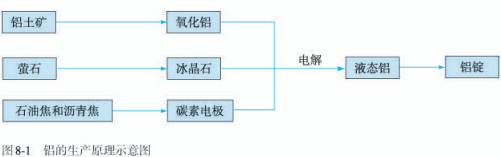 铝土矿
氧化铝
萤石
冰晶石
电解
液态铝
铝锭
石油焦和沥青焦
碳素电极
图8-1 铝的生产原理示意图